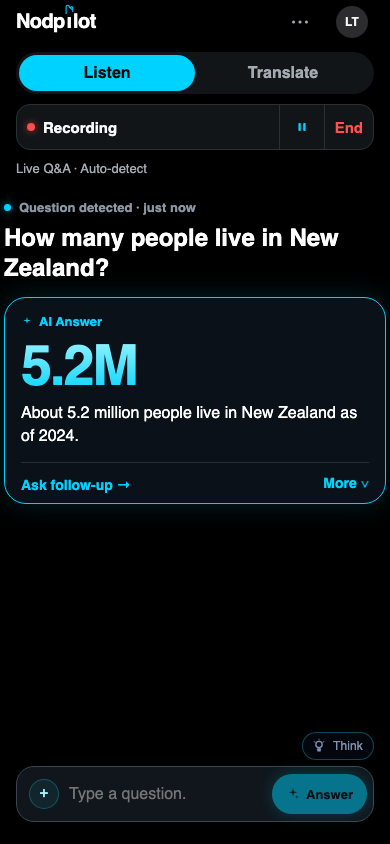 Nodpilot
LT
Listen
Translate
Recording
End
Live Q&A · Auto-detect
Question detected · just now
How many people live in New
Zealand?
AI Answer
5.2M
About 5.2 million people live in New Zealand as
of 2024.
Ask follow-up →
More
Think
Type a question.
Answer